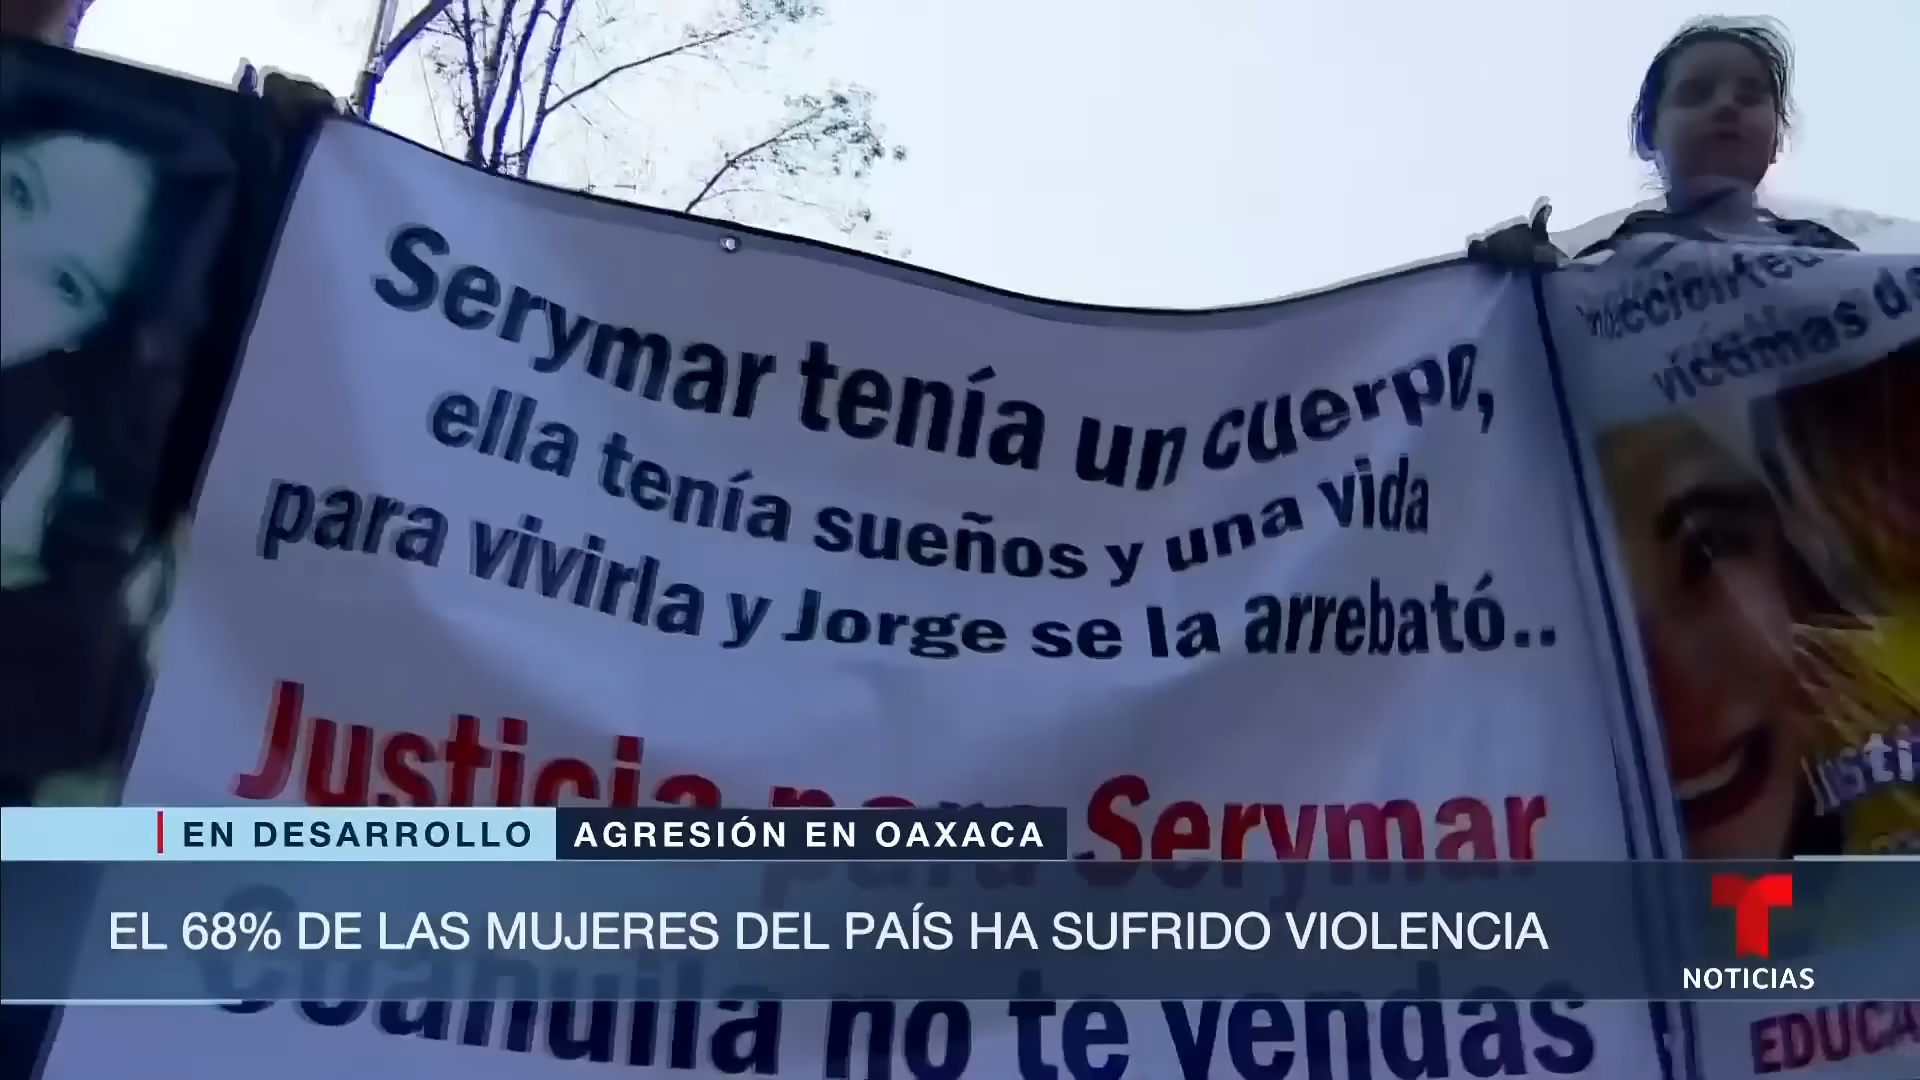 Serymar tenía un cuerpo,
ella tenía sueños y una vida
para vivirla y Jorge se la arrebató..
Justicia para Serymar
Coahuila no te vendas
víctimas de
Justi
EDUCA
EN DESARROLLO
AGRESIÓN EN OAXACA
EL 68% DE LAS MUJERES DEL PAÍS HA SUFRIDO VIOLENCIA
NOTICIAS